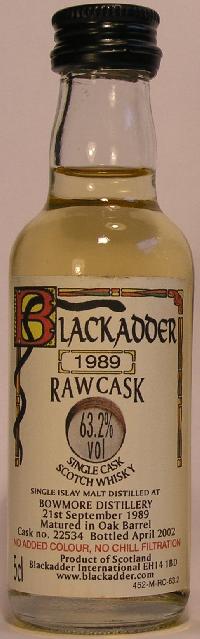 BLACKADDER
1989
RAW CASK
63.2%
vol
SINGLE CASK
SCOTCH WHISKY
SINGLE ISLAY MALT DISTILLED AT
BOWMORE DISTILLERY
21st September 1989
Matured in Oak Barrel
Cask no. 22534 Bottled April 2002
NO ADDED COLOUR, NO CHILL FILTRATION
Product of Scotland
5cl
Blackadder International EH14 1BD
www.blackadder.com
452-M-RC-63.2